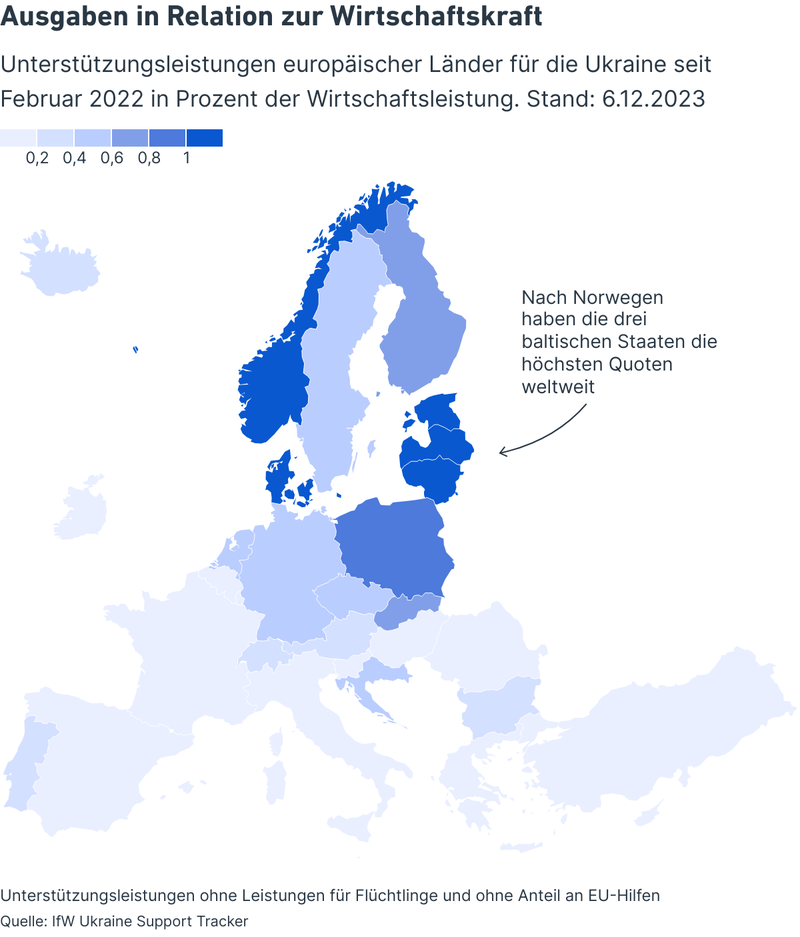 Ausgaben in Relation zur Wirtschaftskraft
Unterstützungsleistungen europäischer Länder für die Ukraine seit
Februar 2022 in Prozent der Wirtschaftsleistung. Stand: 6.12.2023
0,2 0,4 0,6 0,8 1
Nach Norwegen
haben die drei
baltischen Staaten die
höchsten Quoten
weltweit
Unterstützungsleistungen ohne Leistungen für Flüchtlinge und ohne Anteil an EU-Hilfen
Quelle: IfW Ukraine Support Tracker